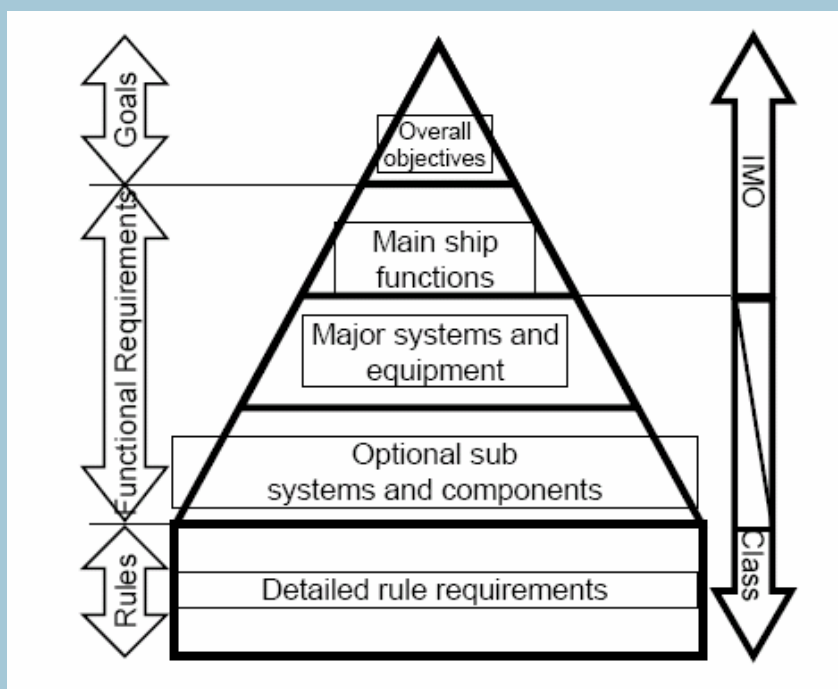 Goals
Overall
objectives
IMO
Functional Requirements
Main ship
functions
Major systems and
equipment
Optional sub
systems and components
Rules
Detailed rule requirements
Class